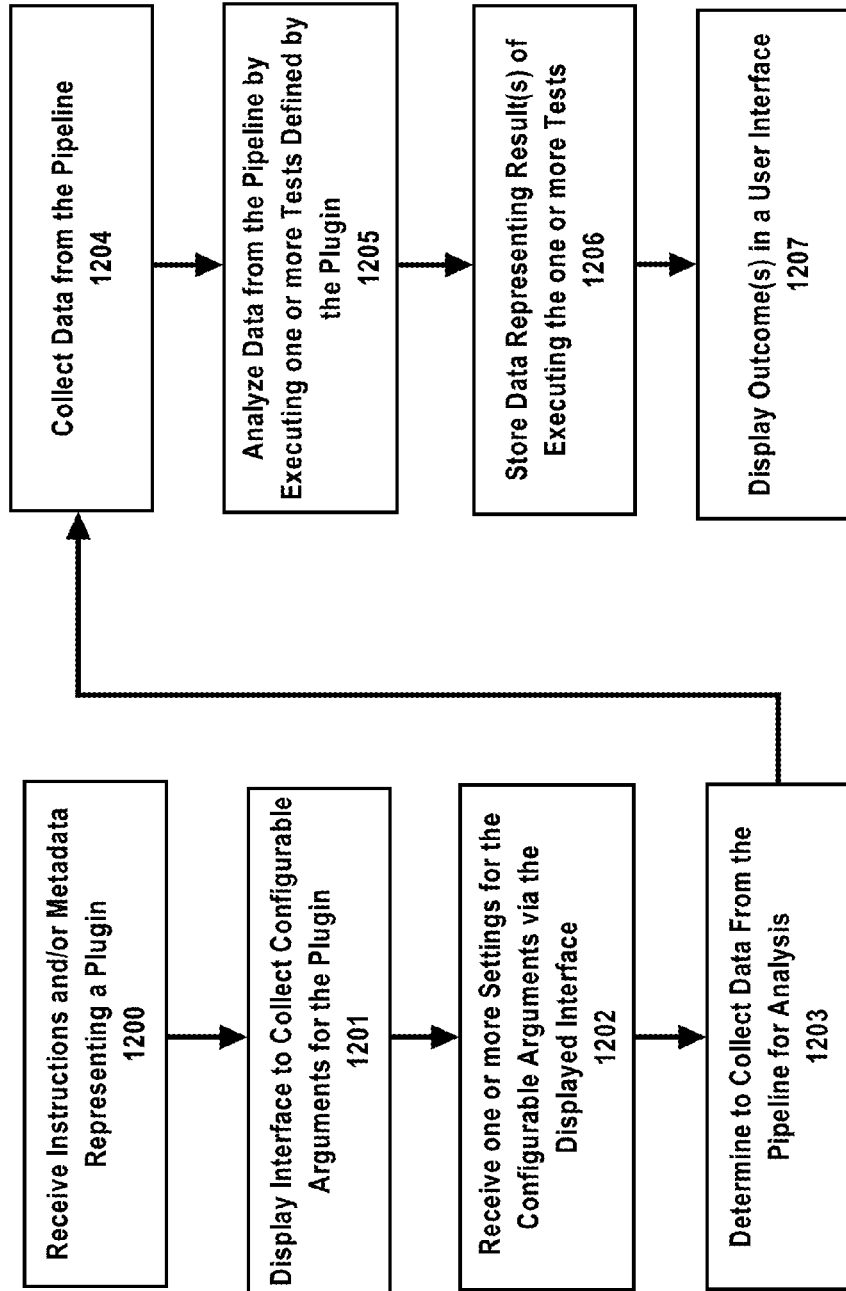 Receive Instructions and/or Metadata
Representing a Plugin
1200
Display Interface to Collect Configurable
Arguments for the Plugin
1201
Receive one or more Settings for the
Configurable Arguments via the
Displayed Interface
1202
Determine to Collect Data From the
Pipeline for Analysis
1203
Collect Data from the Pipeline
1204
Analyze Data from the Pipeline by
Executing one or more Tests Defined by
the Plugin
1205
Store Data Representing Result(s) of
Executing the one or more Tests
1206
Display Outcome(s) in a User Interface
1207